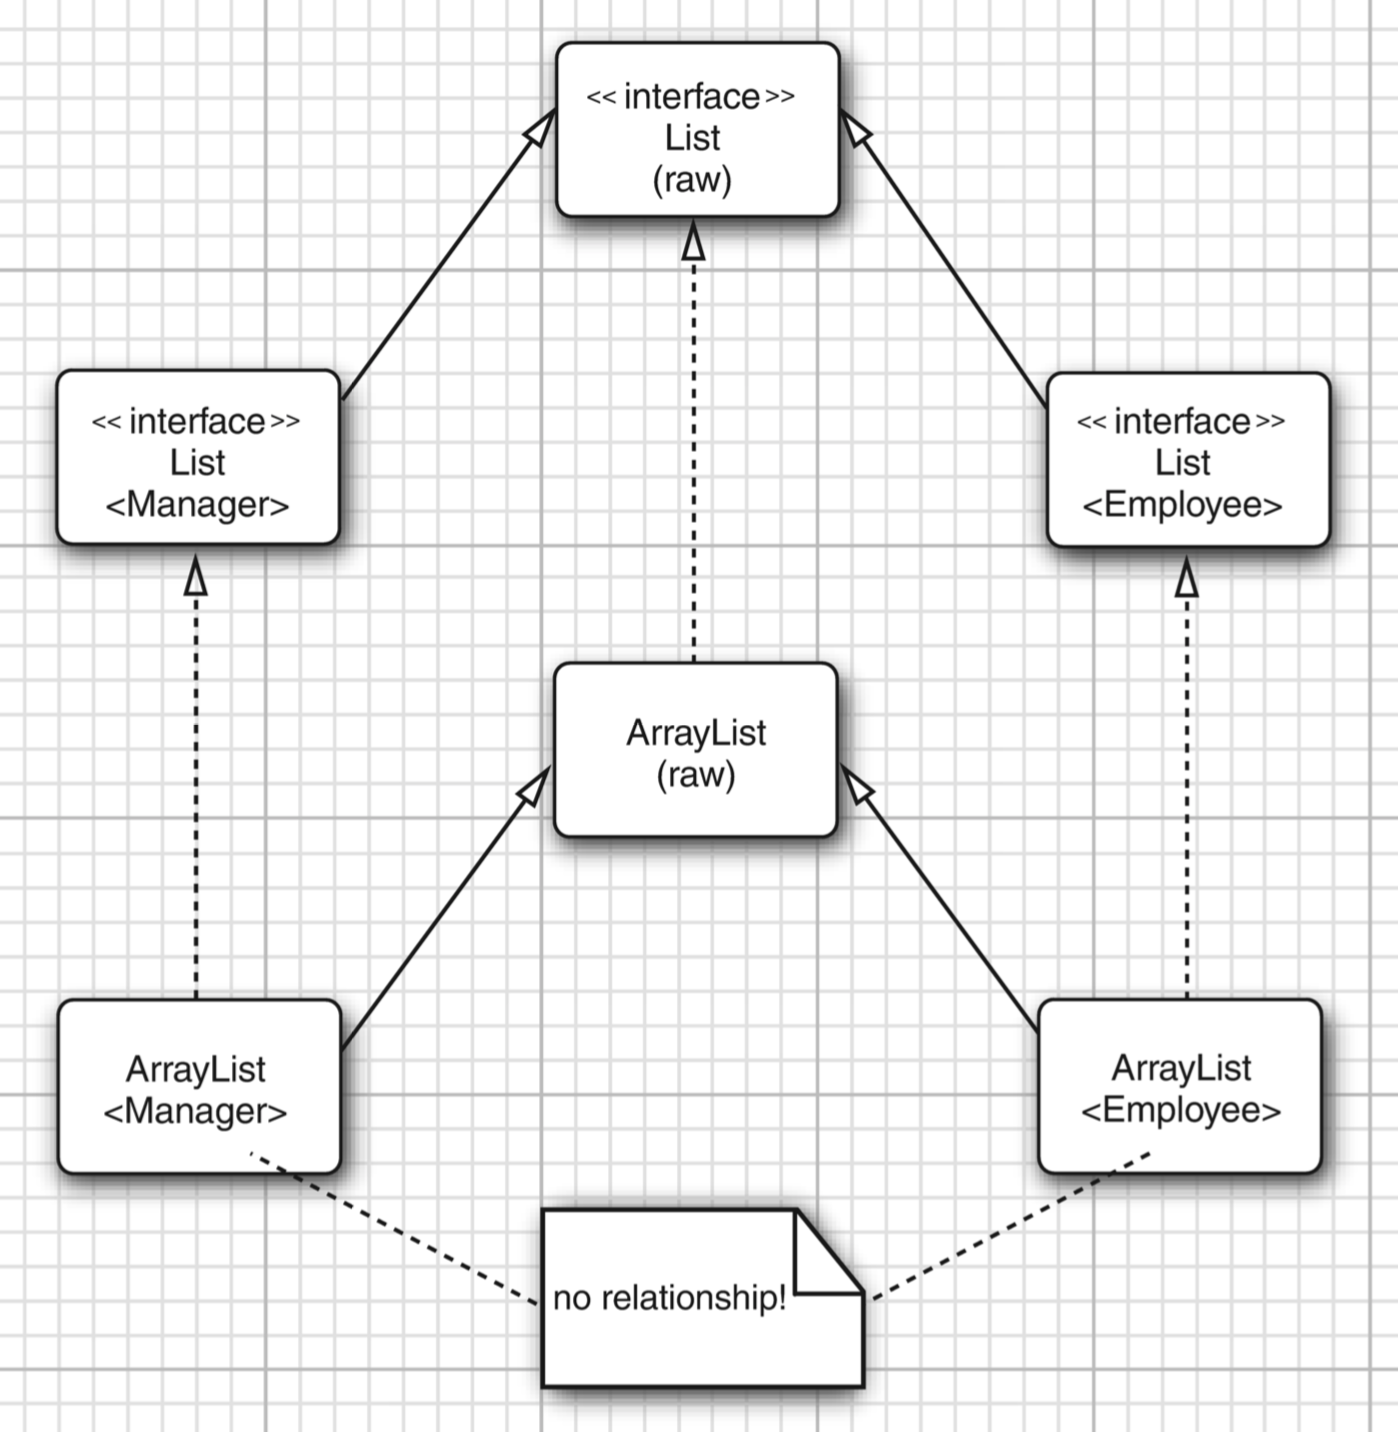 << interface >>
List
(raw)
<< interface >>
List
<Manager>
<< interface >>
List
<Employee>
ArrayList
(raw)
ArrayList
<Manager>
ArrayList
<Employee>
no relationship!